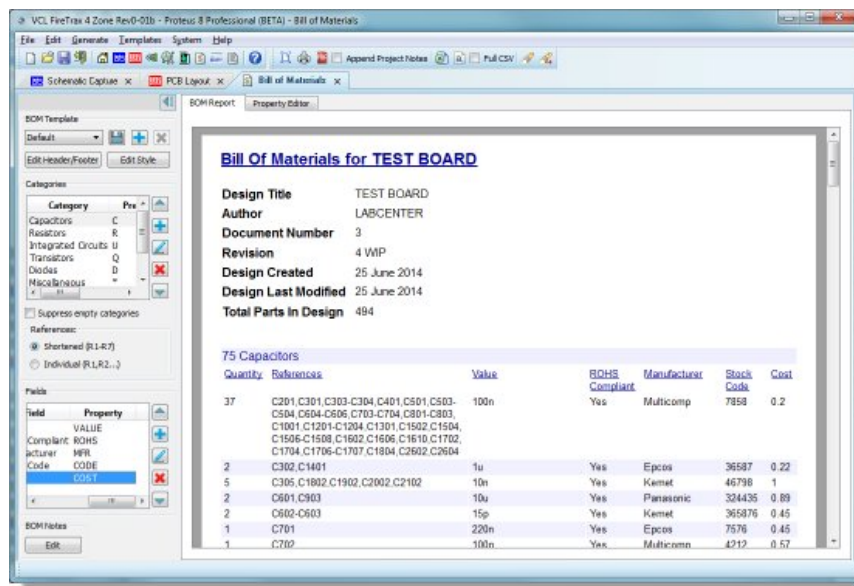 VCL FireTrax 4 Zone Rev0-01b - Proteus 8 Professional (BETA) - Bill of Materials
File Edit Generate Templates System Help
Append Project Notes Full CSV
Schematic Capture x PCB Layout x Bill of Materials x
BOM Report Property Editor
BOM Template
Default
Edit Header/Footer Edit Style
Categories
Category Pre
Capacitors C
Resistors R
Integrated Circuits U
Transistors Q
Diodes D
Miscellaneous *
Suppress empty categories
References:
Shortened (R1-R7)
Individual (R1,R2...)
Fields
Field Property
VALUE
Compliant ROHS
acturer MFR
Code CODE
COST
BOM Notes
Edit
Bill Of Materials for TEST BOARD
Design Title TEST BOARD
Author LABCENTER
Document Number 3
Revision 4 WIP
Design Created 25 June 2014
Design Last Modified 25 June 2014
Total Parts In Design 494
75 Capacitors
Quantity References Value ROHS Compliant Manufacturer Stock Code Cost
37 C201,C301,C303-C304,C401,C501,C503- 100n Yes Multicomp 7858 0.2
C504,C604-C606,C703-C704,C801-C803,
C1001,C1201-C1204,C1301,C1502,C1504,
C1506-C1508,C1602,C1606,C1610,C1702,
C1704,C1706-C1707,C1804,C2602,C2604
2 C302,C1401 1u Yes Epcos 36587 0.22
5 C305,C1802,C1902,C2002,C2102 10n Yes Kemet 46798 1
2 C601,C903 10u Yes Panasonic 324435 0.89
2 C602-C603 15p Yes Kemet 365876 0.45
1 C701 220n Yes Epcos 7576 0.45
1 C702 100n Yes Multicomp 4212 0.57